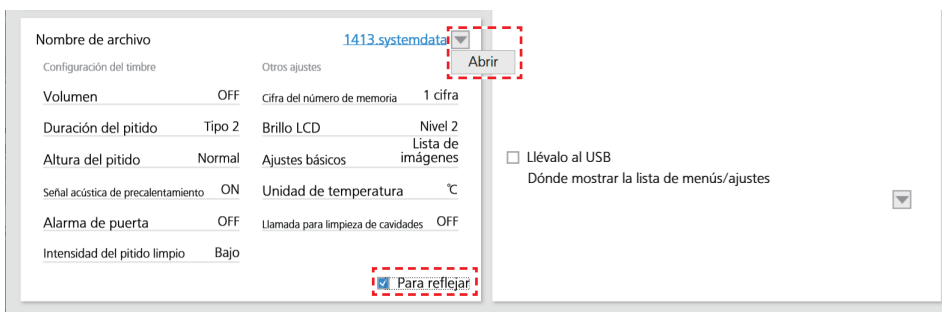 Nombre de archivo 1413.systemdata
Abrir
Configuración del timbre
Volumen OFF
Duración del pitido Tipo 2
Altura del pitido Normal
Señal acústica de precalentamiento ON
Alarma de puerta OFF
Intensidad del pitido limpio Bajo
Otros ajustes
Cifra del número de memoria 1 cifra
Brillo LCD Nivel 2
Ajustes básicos Lista de
imágenes
Unidad de temperatura °C
Llamada para limpieza de cavidades OFF
Para reflejar
Llévalo al USB
Dónde mostrar la lista de menús/ajustes